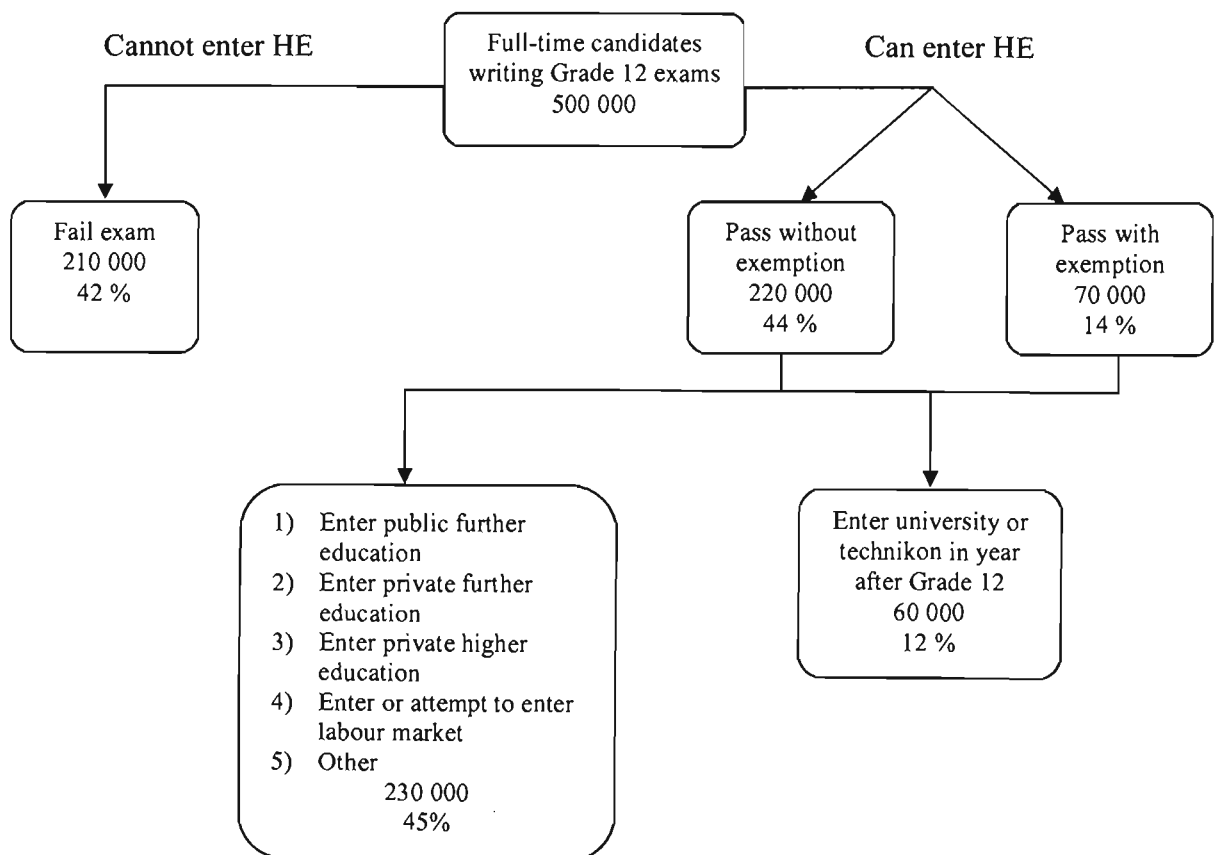 Cannot enter HE
Full-time candidates
writing Grade 12 exams
500 000
Can enter HE
Fail exam
210 000
42 %
Pass without
exemption
220 000
44 %
Pass with
exemption
70 000
14 %
1) Enter public further
education
2) Enter private further
education
3) Enter private higher
education
4) Enter or attempt to enter
labour market
5) Other
230 000
45%
Enter university or
technikon in year
after Grade 12
60 000
12 %